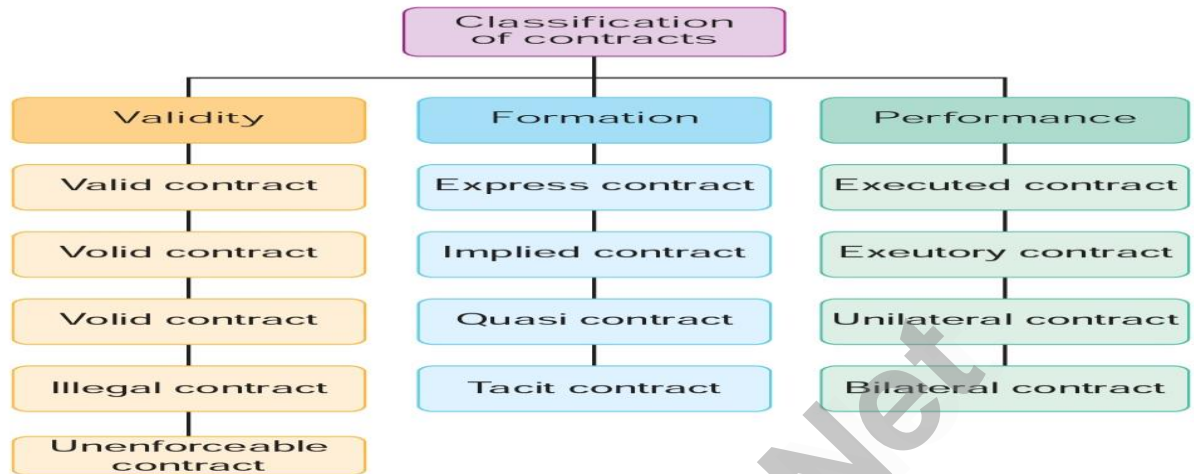 Classification
of contracts
Validity
Formation
Performance
Valid contract
Express contract
Executed contract
Volid contract
Implied contract
Exeutory contract
Volid contract
Quasi contract
Unilateral contract
Illegal contract
Tacit contract
Bilateral contract
Unenforceable
contract
Net